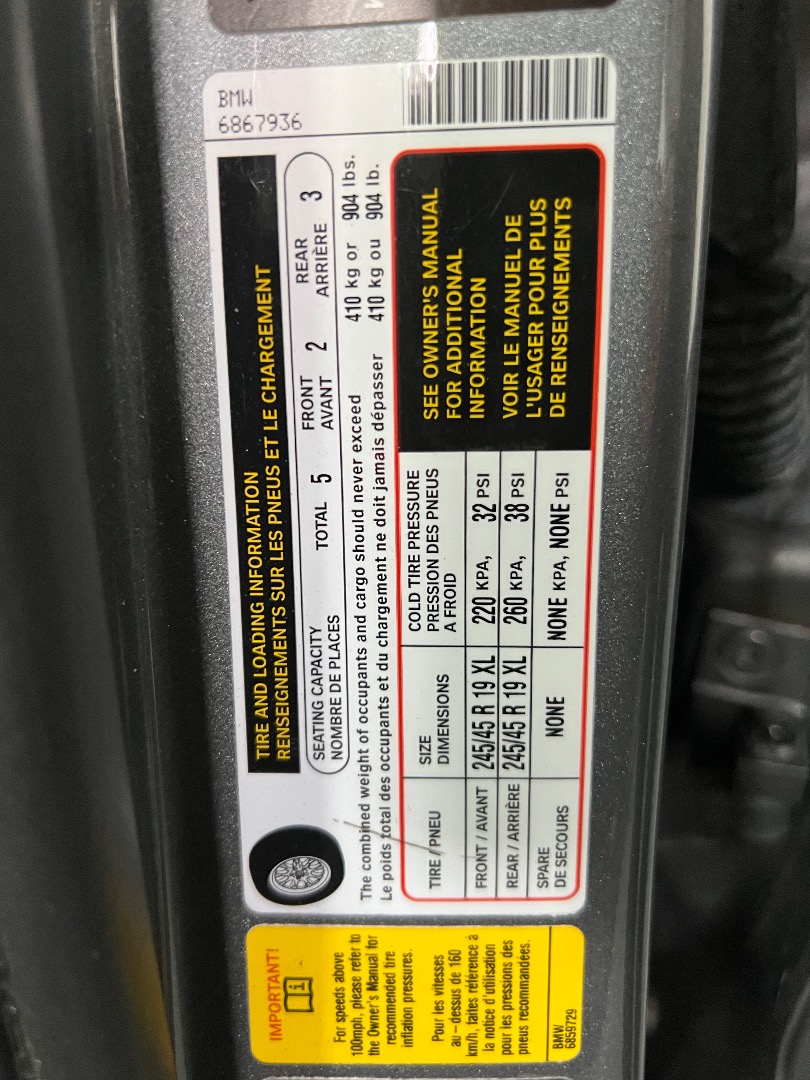 BMW
6867936
TIRE AND LOADING INFORMATION
RENSEIGNEMENTS SUR LES PNEUS ET LE CHARGEMENT
SEATING CAPACITY
NOMBRE DE PLACES
TOTAL 5
FRONT
AVANT 2
REAR
ARRIÈRE 3
The combined weight of occupants and cargo should never exceed 410 kg or 904 lbs.
Le poids total des occupants et du chargement ne doit jamais dépasser 410 kg ou 904 lb.
TIRE / PNEU
SIZE
DIMENSIONS
COLD TIRE PRESSURE
PRESSION DES PNEUS
A FROID
FRONT / AVANT 245/45 R 19 XL 220 KPA, 32 PSI
REAR / ARRIÈRE 245/45 R 19 XL 260 KPA, 38 PSI
SPARE
DE SECOURS
NONE NONE KPA, NONE PSI
SEE OWNER'S MANUAL
FOR ADDITIONAL
INFORMATION
VOIR LE MANUEL DE
L'USAGER POUR PLUS
DE RENSEIGNEMENTS
IMPORTANT!
For speeds above
100mph, please refer to
the Owner's Manual for
recommended tire
inflation pressures.
Pour les vitesses
au-dessus de 160
km/h, faites référence à
la notice d'utilisation
pour les pressions des
pneus recommandées.
BMW
6859729